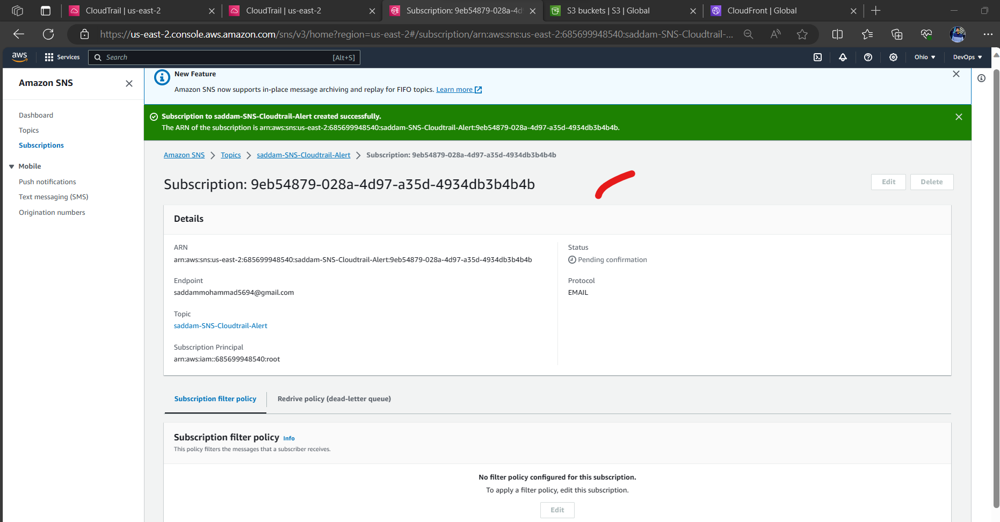 CloudTrail | us-east-2
CloudTrail | us-east-2
Subscription: 9eb54879-028a-4d
S3 buckets | S3 | Global
CloudFront | Global
https://us-east-2.console.aws.amazon.com/sns/v3/home?region=us-east-2#/subscription/arn:aws:sns:us-east-2:685699948540:saddam-SNS-Cloudtrail-...
aws
Services
Search
[Alt+S]
Ohio
DevOps
Amazon SNS
Dashboard
Topics
Subscriptions
Mobile
Push notifications
Text messaging (SMS)
Origination numbers
New Feature
Amazon SNS now supports in-place message archiving and replay for FIFO topics. Learn more
Subscription to saddam-SNS-Cloudtrail-Alert created successfully.
The ARN of the subscription is arn:aws:sns:us-east-2:685699948540:saddam-SNS-Cloudtrail-Alert:9eb54879-028a-4d97-a35d-4934db3b4b4b.
Amazon SNS > Topics > saddam-SNS-Cloudtrail-Alert > Subscription: 9eb54879-028a-4d97-a35d-4934db3b4b4b
Subscription: 9eb54879-028a-4d97-a35d-4934db3b4b4b
Edit
Delete
Details
ARN
arn:aws:sns:us-east-2:685699948540:saddam-SNS-Cloudtrail-Alert:9eb54879-028a-4d97-a35d-4934db3b4b4b
Endpoint
saddammohammad5694@gmail.com
Topic
saddam-SNS-Cloudtrail-Alert
Subscription Principal
arn:aws:iam::685699948540:root
Status
Pending confirmation
Protocol
EMAIL
Subscription filter policy
Redrive policy (dead-letter queue)
Subscription filter policy Info
This policy filters the messages that a subscriber receives.
No filter policy configured for this subscription.
To apply a filter policy, edit this subscription.
Edit